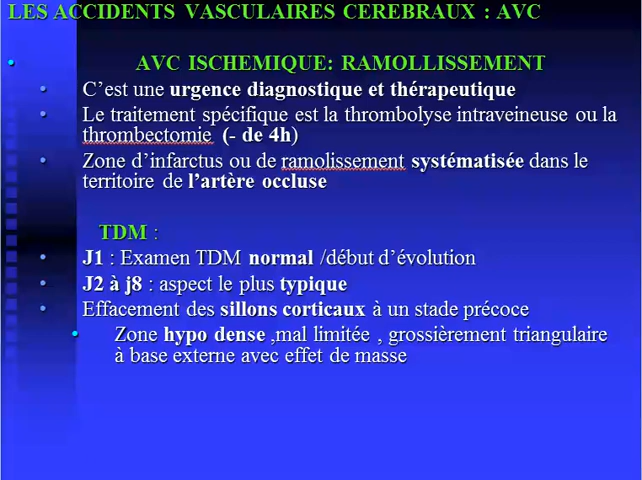 LES ACCIDENTS VASCULAIRES CEREBRAUX : AVC
• AVC ISCHEMIQUE: RAMOLLISSEMENT
• C’est une urgence diagnostique et thérapeutique
• Le traitement spécifique est la thrombolyse intraveineuse ou la
thrombectomie (- de 4h)
• Zone d’infarctus ou de ramolissement systématisée dans le
territoire de l’artère occluse
TDM :
• J1 : Examen TDM normal /début d’évolution
• J2 à j8 : aspect le plus typique
• Effacement des sillons corticaux à un stade précoce
• Zone hypo dense ,mal limitée , grossièrement triangulaire
à base externe avec effet de masse